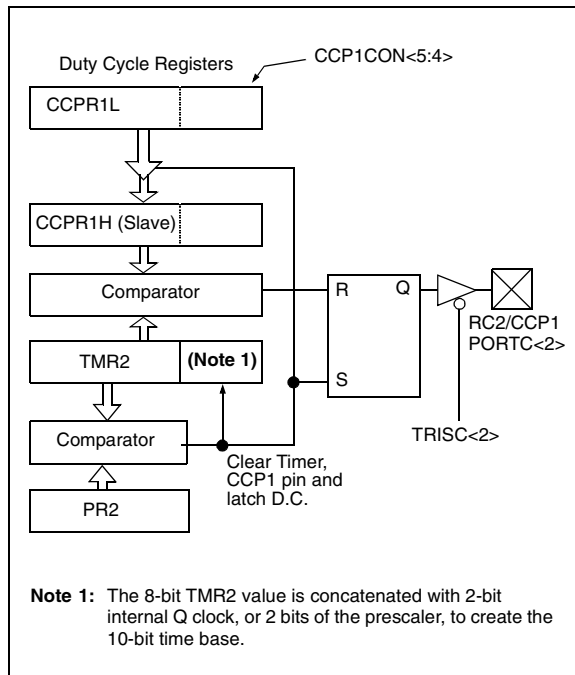 Duty Cycle Registers
CCP1CON<5:4>
CCPR1L
CCPR1H (Slave)
Comparator
R
Q
RC2/CCP1
PORTC<2>
TMR2
(Note 1)
S
TRISC<2>
Comparator
Clear Timer,
CCP1 pin and
latch D.C.
PR2
Note 1: The 8-bit TMR2 value is concatenated with 2-bit
internal Q clock, or 2 bits of the prescaler, to create the
10-bit time base.